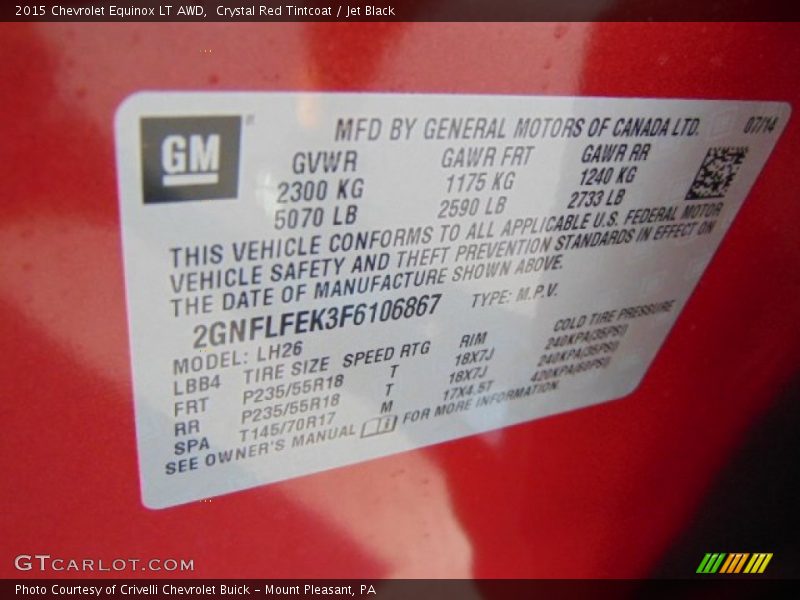 2015 Chevrolet Equinox LT AWD,  Crystal Red Tintcoat / Jet Black
GM
MFD BY GENERAL MOTORS OF CANADA LTD. 07/14
GVWR GAWR FRT GAWR RR
2300 KG 1175 KG 1240 KG
5070 LB 2590 LB 2733 LB
THIS VEHICLE CONFORMS TO ALL APPLICABLE U.S. FEDERAL MOTOR
VEHICLE SAFETY AND THEFT PREVENTION STANDARDS IN EFFECT ON
THE DATE OF MANUFACTURE SHOWN ABOVE.
2GNFLFEK3F6106867 TYPE: M.P.V.
MODEL: LH26
LBB4 TIRE SIZE SPEED RTG RIM COLD TIRE PRESSURE
FRT P235/55R18 T 18X7J 240KPA(35PSI)
RR P235/55R18 T 18X7J 240KPA(35PSI)
SPA T145/70R17 M 17X4.5T 420KPA(60PSI)
SEE OWNER'S MANUAL i FOR MORE INFORMATION.
GTCARLOT.COM
Photo Courtesy of Crivelli Chevrolet Buick – Mount Pleasant, PA